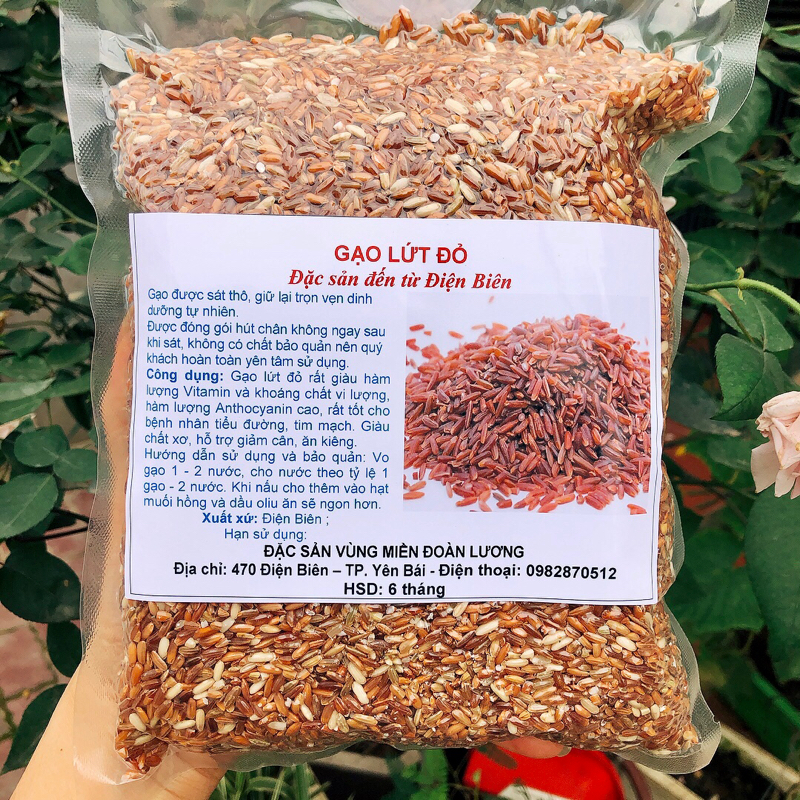 GẠO LỨT ĐỎ
Đặc sản đến từ Điện Biên
Gạo được sát thô, giữ lại trọn vẹn dinh
dưỡng tự nhiên.
Được đóng gói hút chân không ngay sau
khi sát, không có chất bảo quản nên quý
khách hoàn toàn yên tâm sử dụng.
Công dụng: Gạo lứt đỏ rất giàu hàm
lượng Vitamin và khoáng chất vi lượng,
hàm lượng Anthocyanin cao, rất tốt cho
bệnh nhân tiểu đường, tim mạch. Giàu
chất xơ, hỗ trợ giảm cân, ăn kiêng.
Hướng dẫn sử dụng và bảo quản: Vo
gạo 1 - 2 nước, cho nước theo tỷ lệ 1
gạo - 2 nước. Khi nấu cho thêm vào hạt
muối hồng và dầu oliu ăn sẽ ngon hơn.
Xuất xứ: Điện Biên ;
Hạn sử dụng:
ĐẶC SẢN VÙNG MIỀN ĐOÀN LƯƠNG
Địa chỉ: 470 Điện Biên – TP. Yên Bái - Điện thoại: 0982870512
HSD: 6 tháng